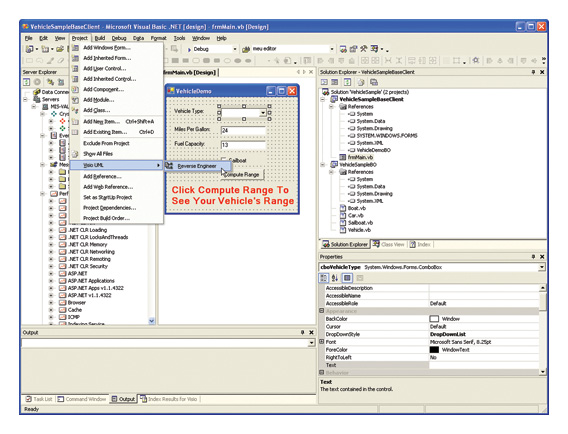 VehicleSampleBaseClient - Microsoft Visual Basic .NET [design] - frmMain.vb [Design]
File Edit View Project Build Debug Data Format Tools Window Help
Debug
meu editor
Server Explorer
Data Connec
Servers
Add Windows Form...
Add Inherited Form...
Add User Control...
Add Inherited Control...
Add Component...
Add Module...
Add Class...
Add New Item... Ctrl+Shift+A
Add Existing Item... Ctrl+D
Exclude From Project
Show All Files
Visio UML
Reverse Engineer
Add Reference...
Add Web Reference...
Set as StartUp Project
Project Dependencies...
Project Build Order...
.NET CLR Loading
.NET CLR LocksAndThreads
.NET CLR Memory
.NET CLR Networking
.NET CLR Remoting
.NET CLR Security
ASP.NET
ASP.NET Applications
ASP.NET Apps v1.1.4322
ASP.NET v1.1.4322
Browser
Cache
ICMP
Indexing Service
frmMain.vb [Design]
VehicleDemo
Vehicle Type:
Miles Per Gallon: 24
Fuel Capacity: 13
Sailboat
Compute Range
Click Compute Range To
See Your Vehicle's Range
Solution Explorer - VehicleSampleBaseClient
Solution 'VehicleSample' (2 projects)
VehicleSampleBaseClient
References
System
System.Data
System.Drawing
SYSTEM.WINDOWS.FORMS
System.XML
VehicleDemoBO
frmMain.vb
VehicleSampleBO
References
System
System.Data
System.Drawing
System.XML
Boat.vb
Car.vb
Sailboat.vb
Vehicle.vb
Solution Explorer Class View Index
Properties
cboVehicleType System.Windows.Forms.ComboBox
AccessibleDescription
AccessibleName
AccessibleRole Default
Appearance
BackColor Window
Cursor Default
DropDownStyle DropDownList
Font Microsoft Sans Serif, 8.25pt
ForeColor WindowText
RightToLeft No
Text
Behavior
Text
The text contained in the control.
Output
Task List Command Window Output Index Results for Visio
Ready